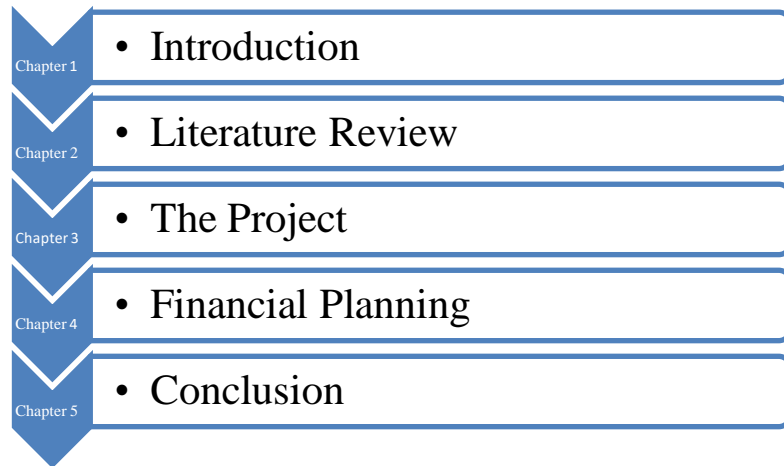 Chapter 1
• Introduction
Chapter 2
• Literature Review
Chapter 3
• The Project
Chapter 4
• Financial Planning
Chapter 5
• Conclusion